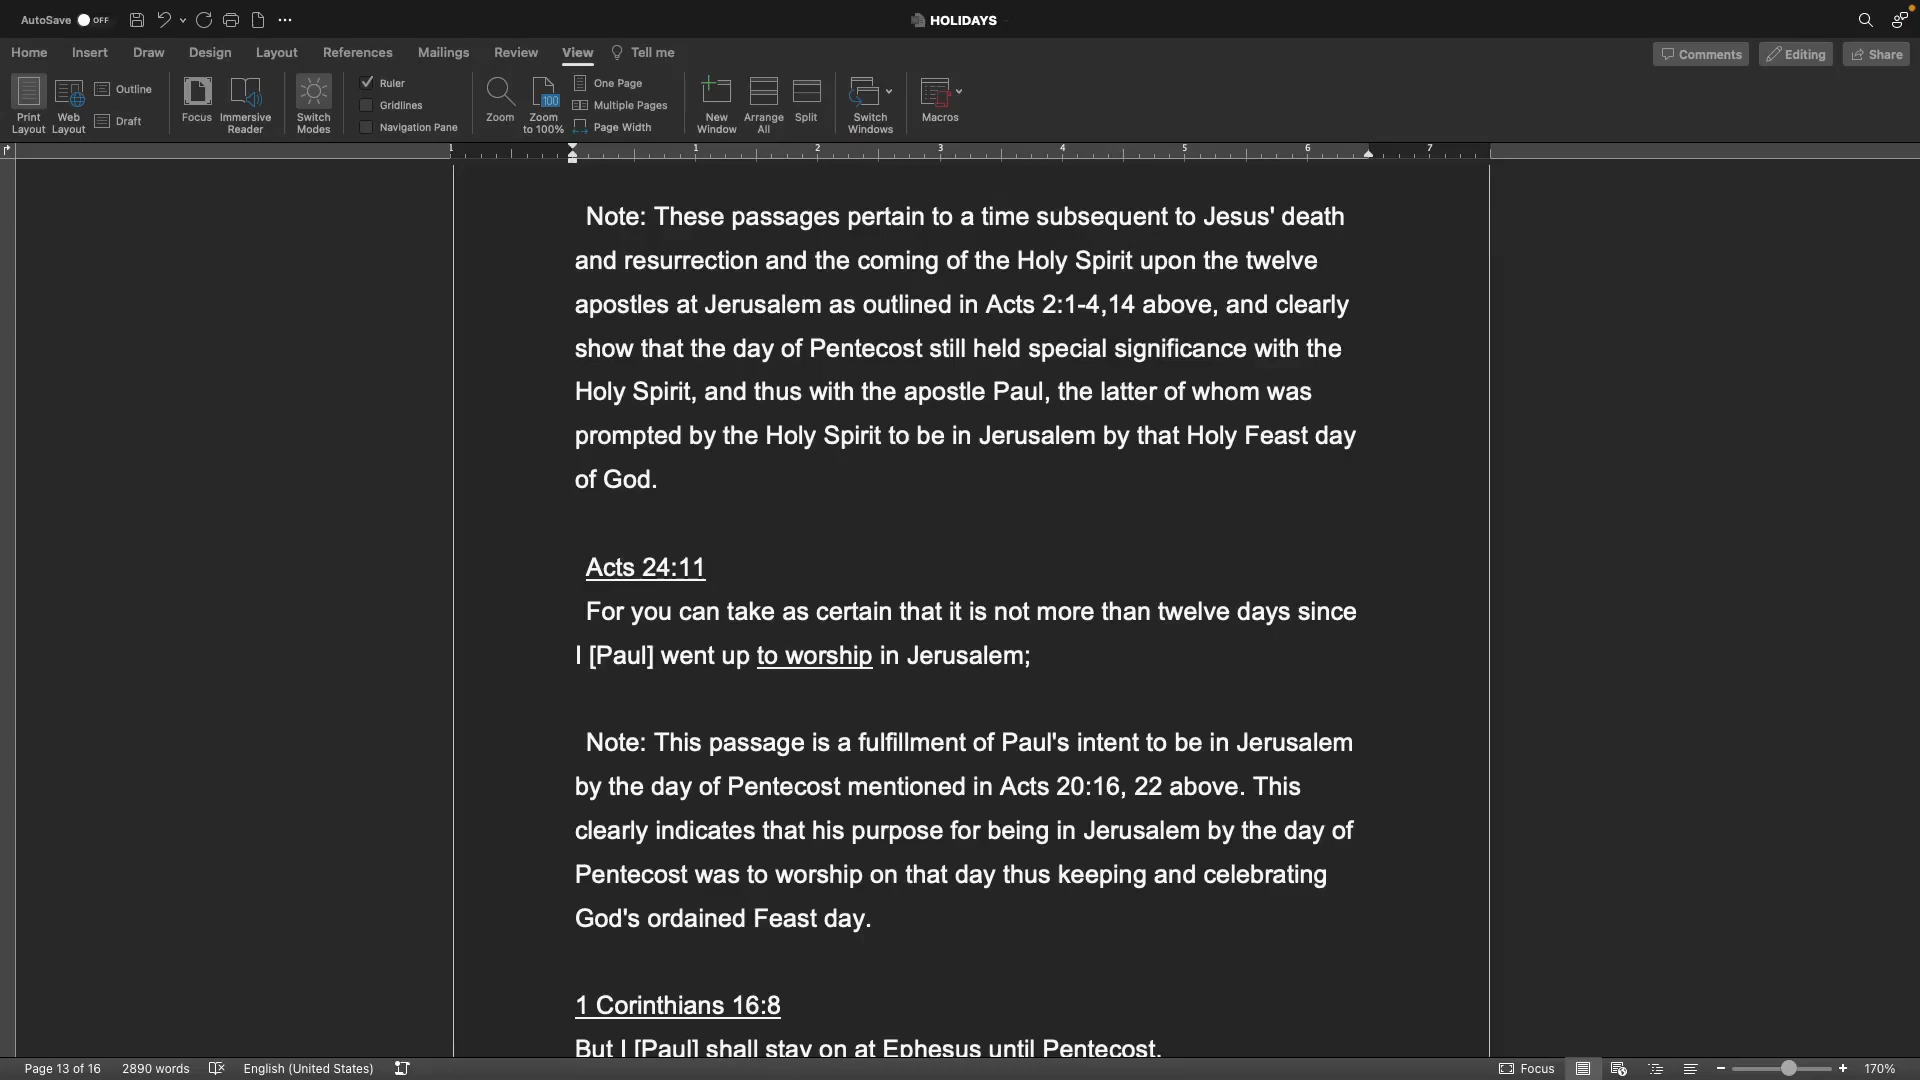 AutoSave OFF
HOLIDAYS
Home Insert Draw Design Layout References Mailings Review View Tell me
Comments Editing Share
Print Layout
Web Layout
Outline
Draft
Focus
Immersive Reader
Switch Modes
Ruler
Gridlines
Navigation Pane
Zoom
100
Zoom to 100%
One Page
Multiple Pages
Page Width
New Window
Arrange All
Split
Switch Windows
Macros
1 1 2 3 4 5 6 7
Note: These passages pertain to a time subsequent to Jesus' death
and resurrection and the coming of the Holy Spirit upon the twelve
apostles at Jerusalem as outlined in Acts 2:1-4,14 above, and clearly
show that the day of Pentecost still held special significance with the
Holy Spirit, and thus with the apostle Paul, the latter of whom was
prompted by the Holy Spirit to be in Jerusalem by that Holy Feast day
of God.
Acts 24:11
For you can take as certain that it is not more than twelve days since
I [Paul] went up to worship in Jerusalem;
Note: This passage is a fulfillment of Paul's intent to be in Jerusalem
by the day of Pentecost mentioned in Acts 20:16, 22 above. This
clearly indicates that his purpose for being in Jerusalem by the day of
Pentecost was to worship on that day thus keeping and celebrating
God's ordained Feast day.
1 Corinthians 16:8
But I [Paul] shall stay on at Ephesus until Pentecost.
Page 13 of 16 2890 words English (United States) Focus 170%